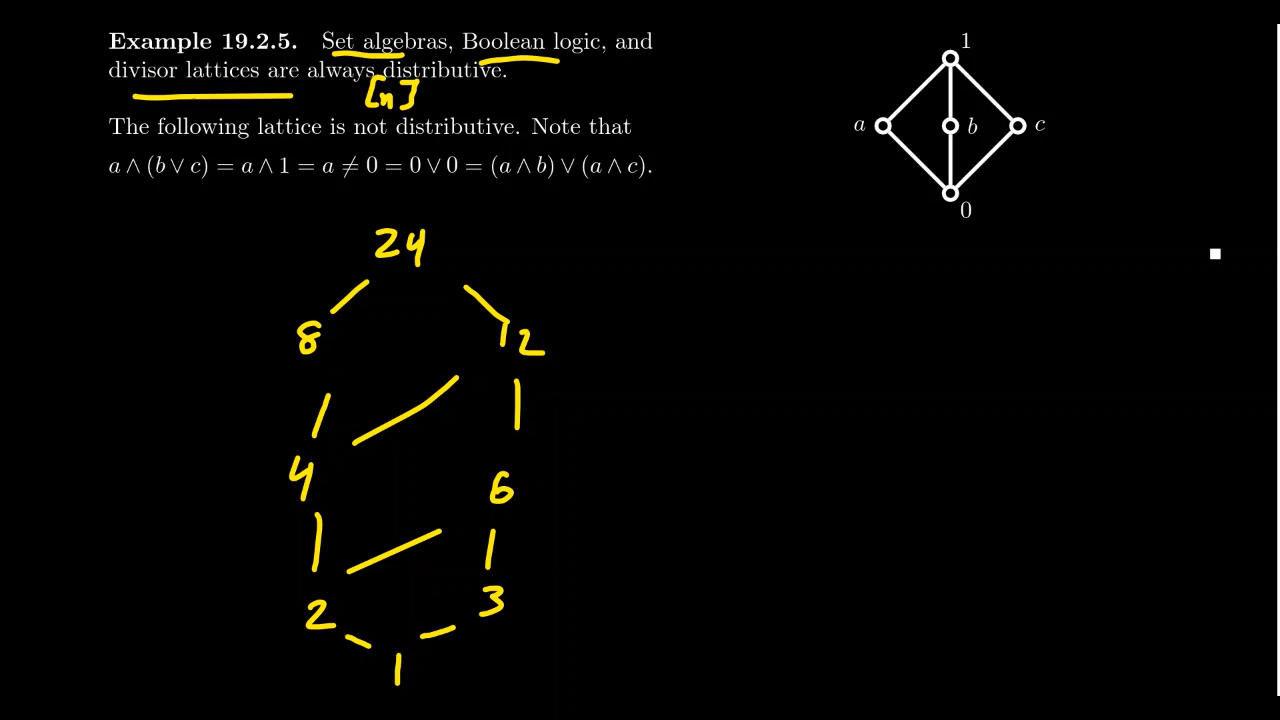 Example 19.2.5. Set algebras, Boolean logic, and
divisor lattices are always distributive.
[n]
The following lattice is not distributive. Note that
a ∧ (b ∨ c) = a ∧ 1 = a ≠ 0 = 0 ∨ 0 = (a ∧ b) ∨ (a ∧ c).
1
a b c
0
24
8 12
4 6
2 3
1